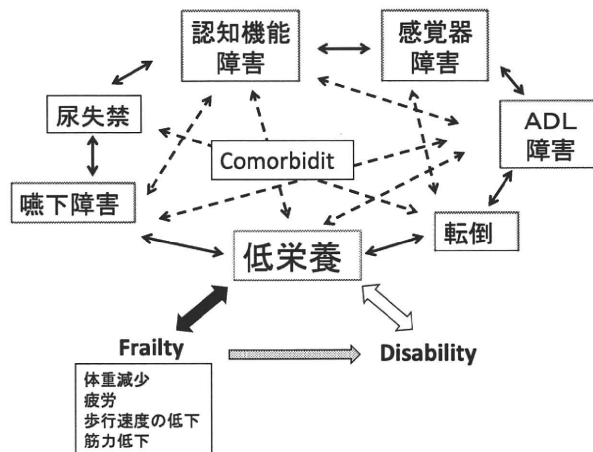 認知機能
障害
感覚器
障害
尿失禁
ADL
障害
Comorbidit
嚥下障害
転倒
低栄養
Frailty
Disability
体重減少
疲労
歩行速度の低下
筋力低下